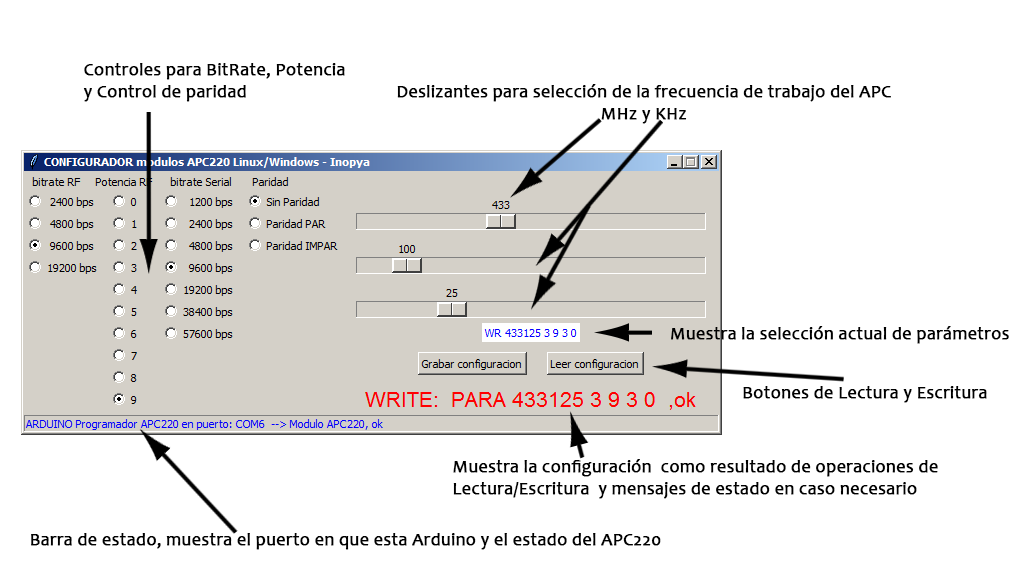 Controles para BitRate, Potencia
y Control de paridad
Deslizantes para selección de la frecuencia de trabajo del APC
MHz y KHz
CONFIGURADOR modulos APC220 Linux/Windows - Inopya
bitrate RF Potencia RF bitrate Serial Paridad
2400 bps 0 1200 bps Sin Paridad 433
4800 bps 1 2400 bps Paridad PAR
9600 bps 2 4800 bps Paridad IMPAR 100
19200 bps 3 9600 bps
4 19200 bps 25
5 38400 bps
6 57600 bps WR 433125 3 9 3 0 Muestra la selección actual de parámetros
7 Grabar configuracion Leer configuracion
8
Botones de Lectura y Escritura
9 WRITE: PARA 433125 3 9 3 0 ,ok
ARDUINO Programador APC220 en puerto: COM6 --> Modulo APC220, ok
Muestra la configuración como resultado de operaciones de
Lectura/Escritura y mensajes de estado en caso necesario
Barra de estado, muestra el puerto en que esta Arduino y el estado del APC220